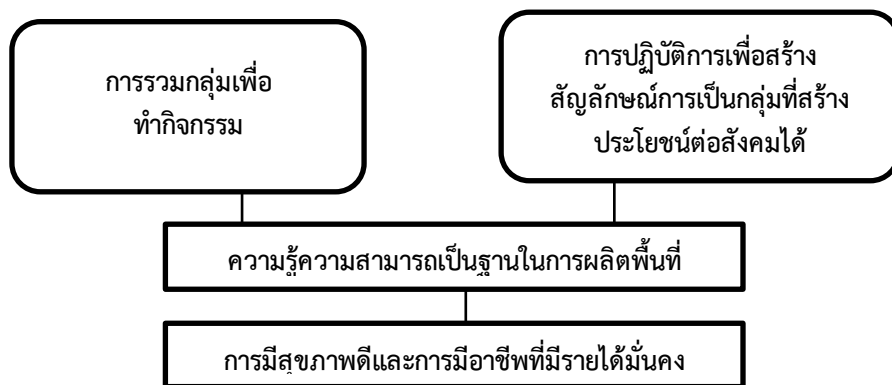 การรวมกลุ่มเพื่อ
ทำกิจกรรม
การปฏิบัติการเพื่อสร้าง
สัญลักษณ์การเป็นกลุ่มที่สร้าง
ประโยชน์ต่อสังคมได้
ความรู้ความสามารถเป็นฐานในการผลิตพื้นที่
การมีสุขภาพดีและการมีอาชีพที่มีรายได้มั่นคง